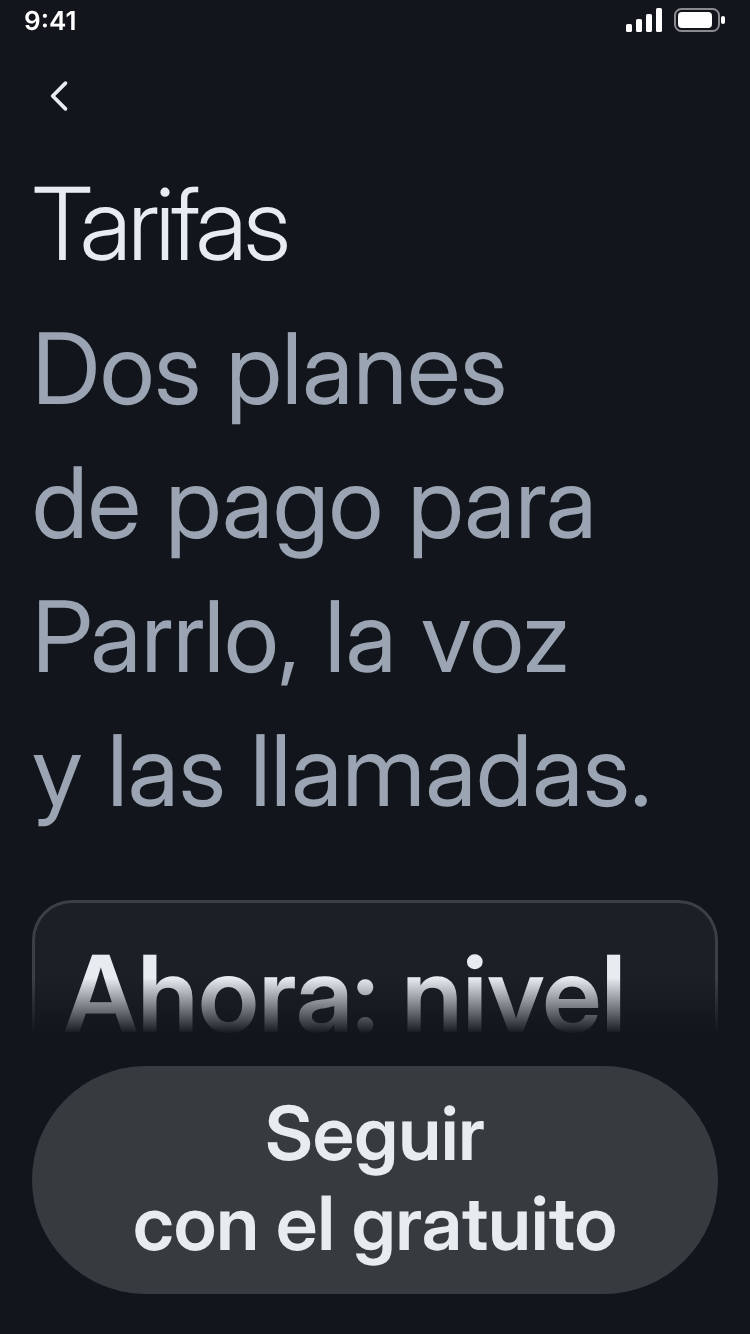 9:41
Tarifas
Dos planes
de pago para
Parrlo, la voz
y las llamadas.
Ahora: nivel
Seguir
con el gratuito